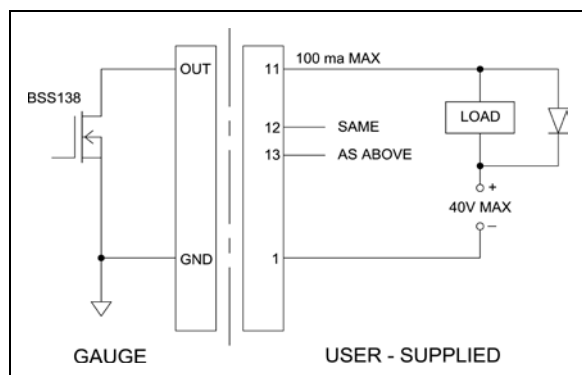 OUT
11
100 ma MAX
BSS138
LOAD
12
SAME
13
AS ABOVE
+
40V MAX
–
GND
1
GAUGE
USER - SUPPLIED